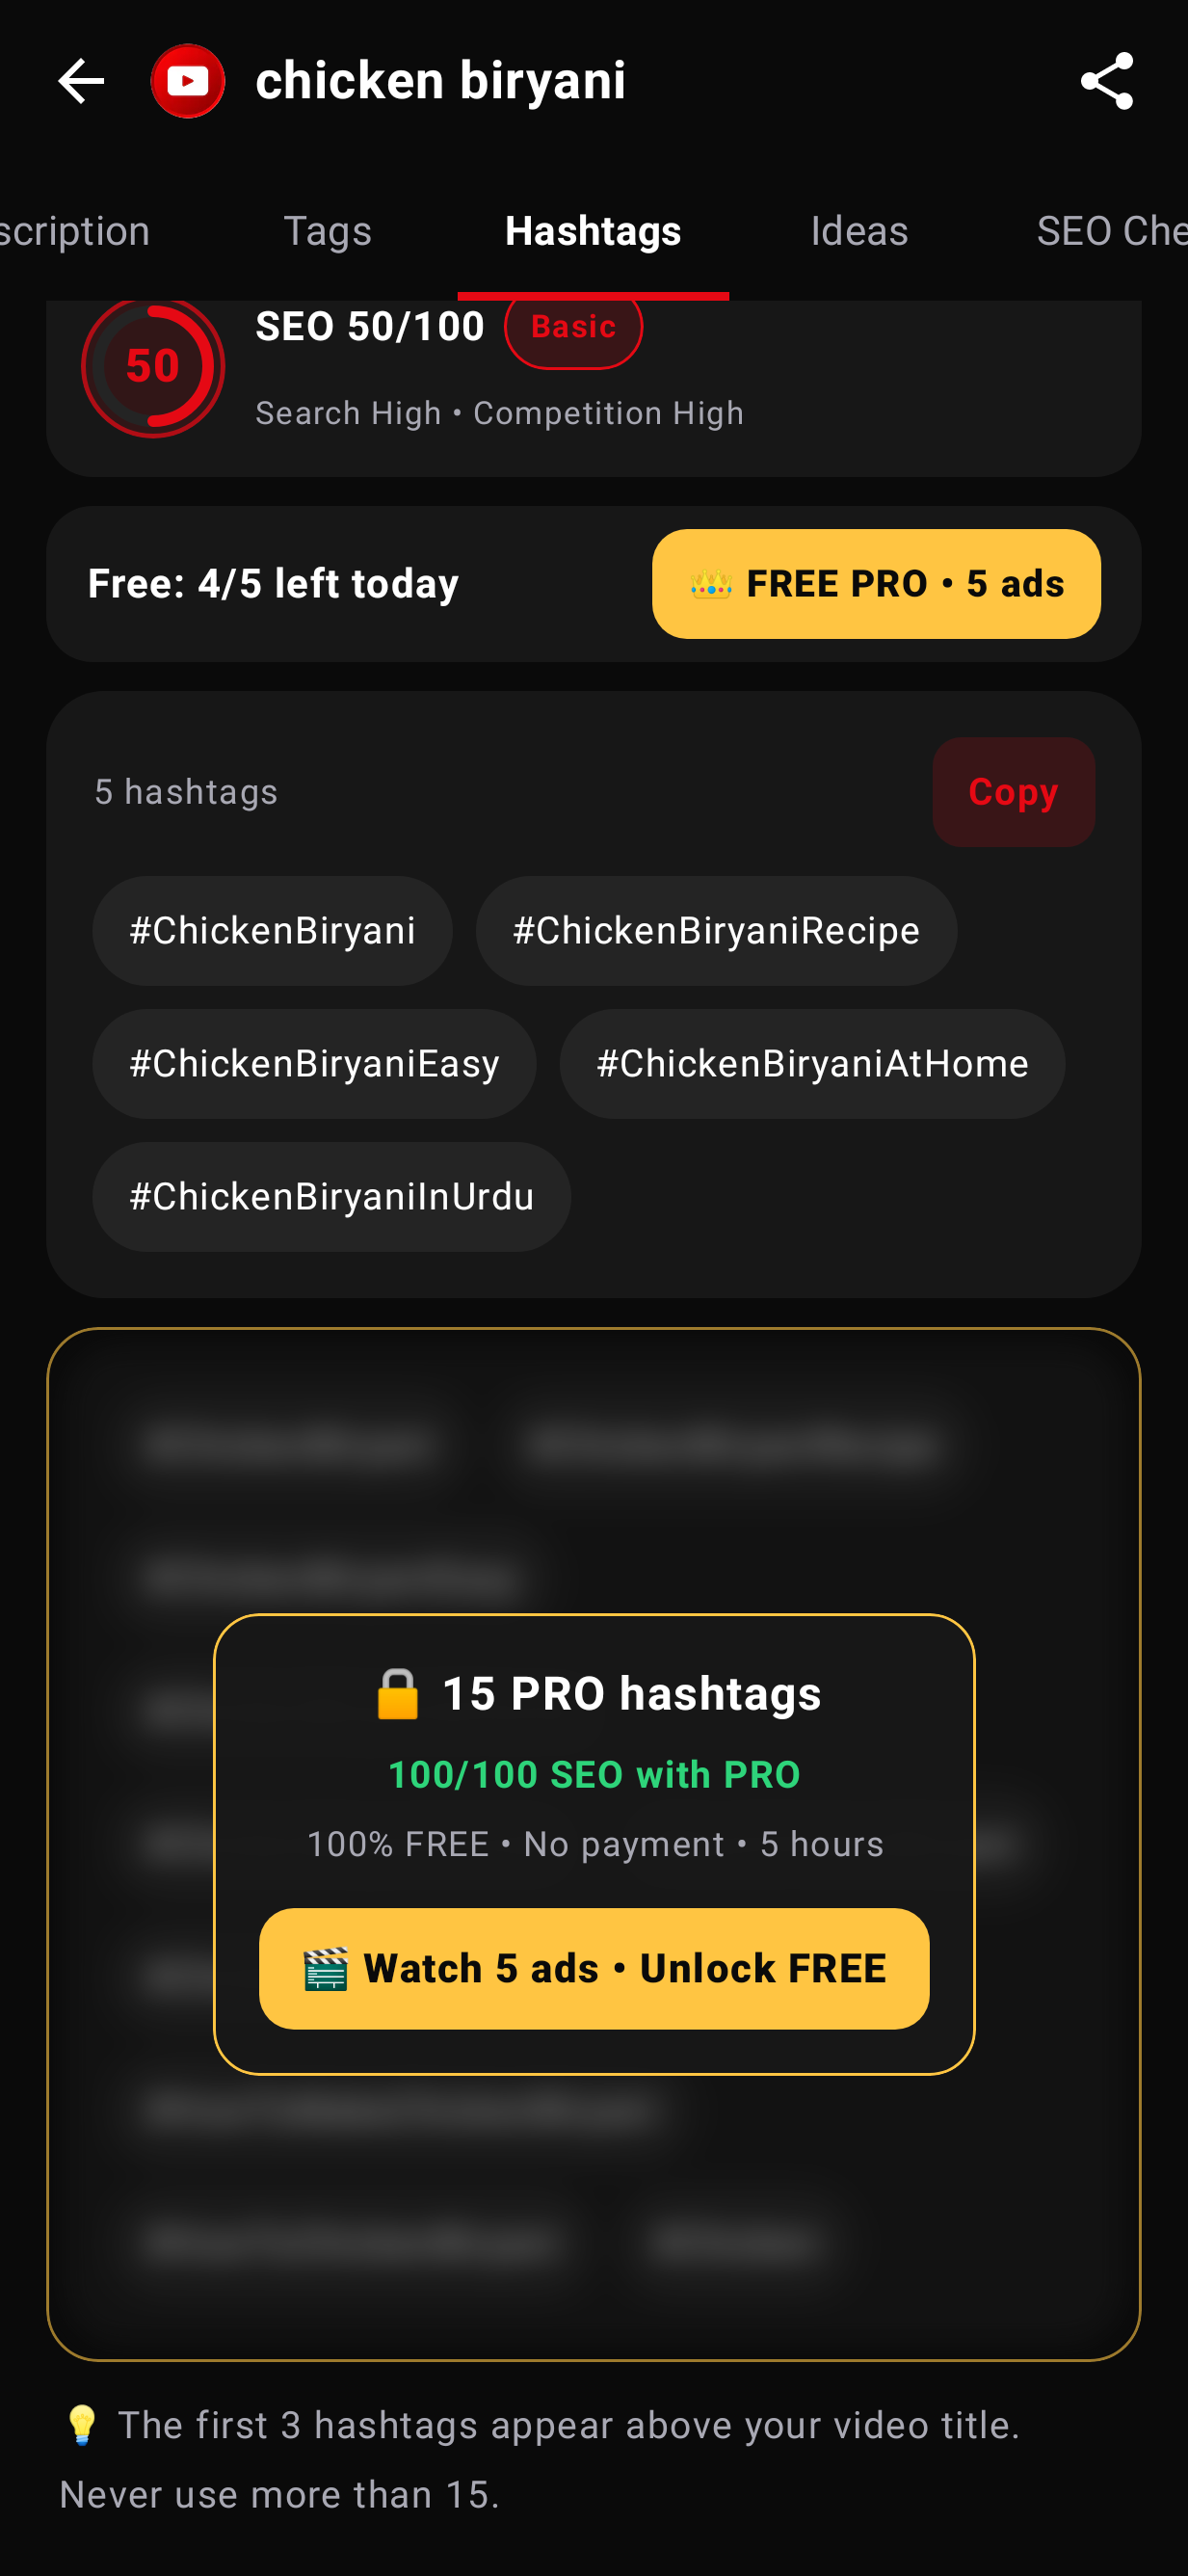 chicken biryani
scription Tags Hashtags Ideas SEO Che
50 SEO 50/100 Basic
Search High • Competition High
Free: 4/5 left today 👑 FREE PRO • 5 ads
5 hashtags Copy
#ChickenBiryani #ChickenBiryaniRecipe
#ChickenBiryaniEasy #ChickenBiryaniAtHome
#ChickenBiryaniInUrdu
🔒 15 PRO hashtags
100/100 SEO with PRO
100% FREE • No payment • 5 hours
🎬 Watch 5 ads • Unlock FREE
💡 The first 3 hashtags appear above your video title.
Never use more than 15.